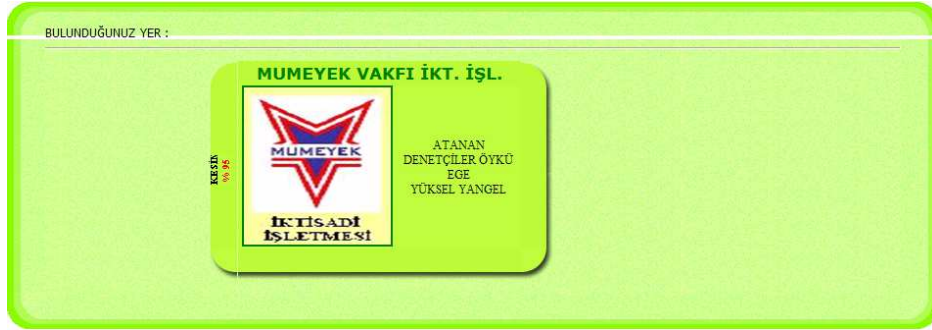 BULUNDUĞUNUZ YER :
MUMEYEK VAKFI İKT. İŞL.
KESİN
% 95
MUMEYEK
İKTİSADİ
İŞLETMESİ
ATANAN
DENETÇİLER ÖYKÜ
EGE
YÜKSEL YANGEL